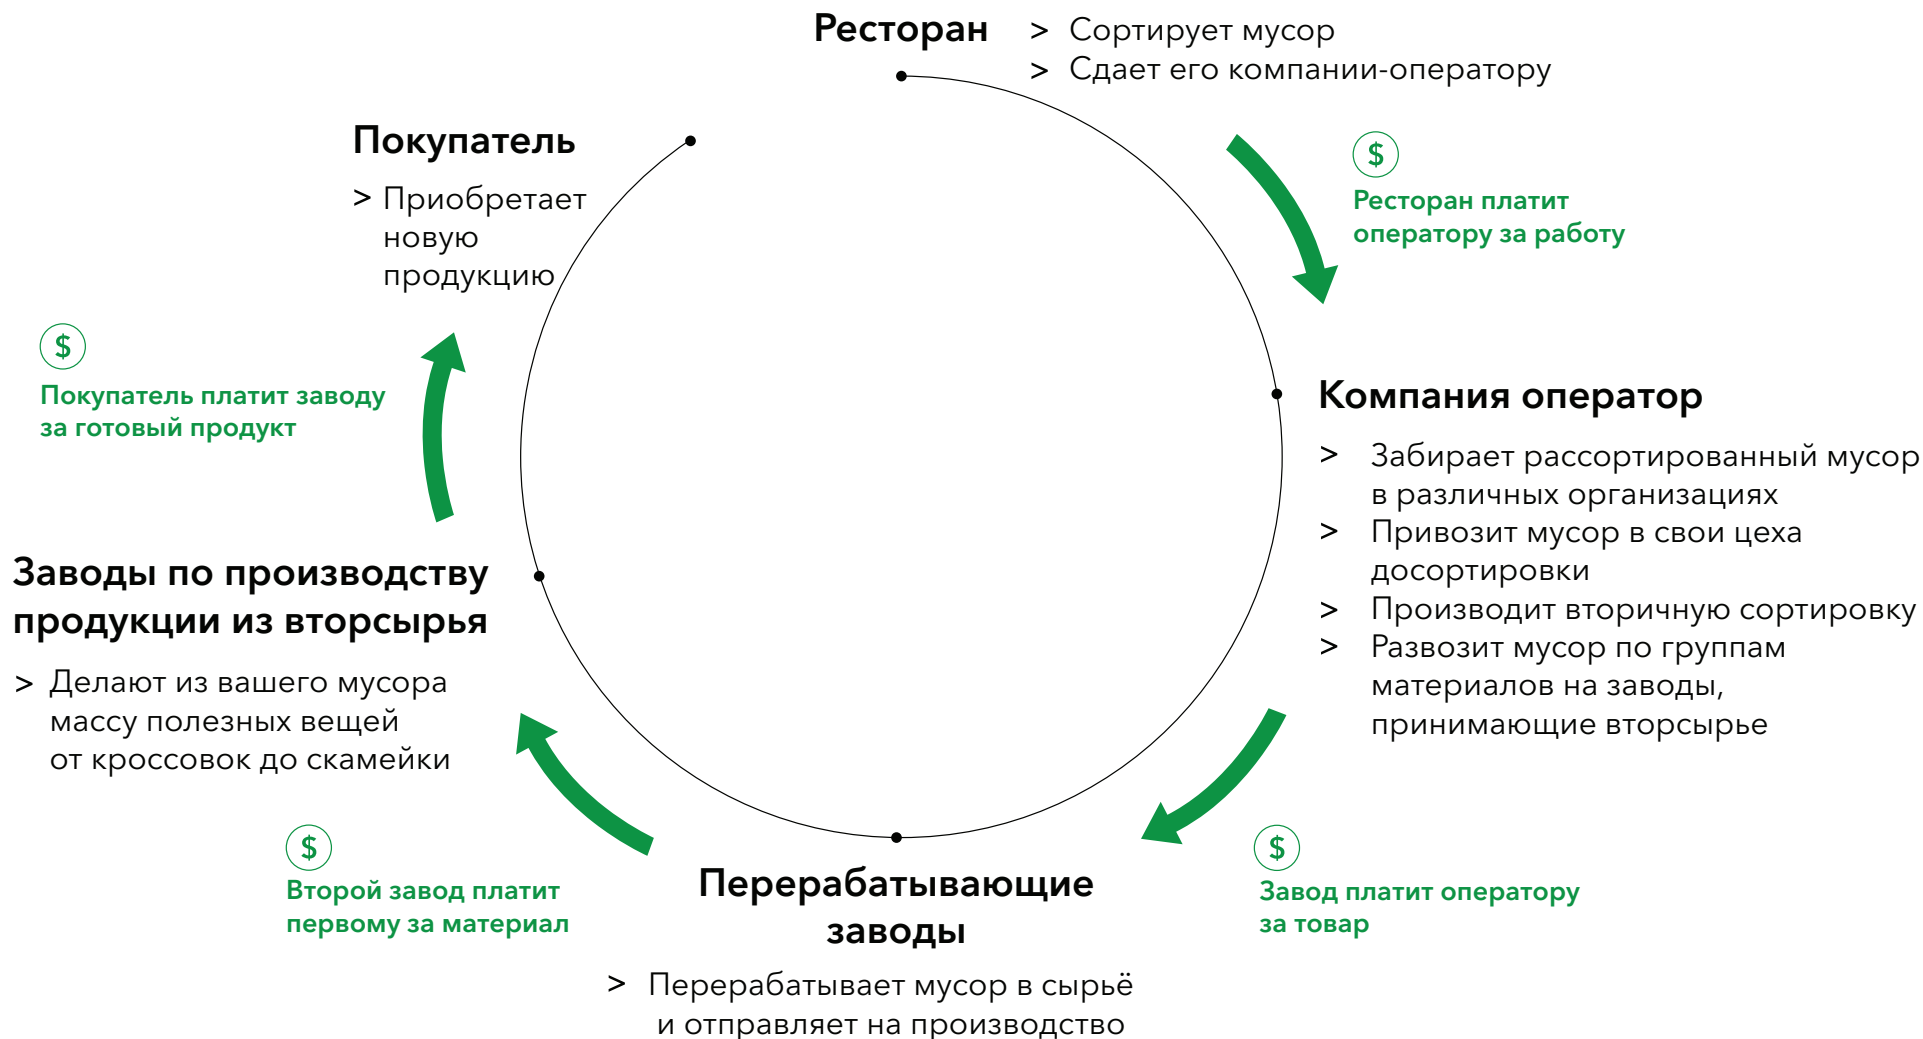 Ресторан
> Сортирует мусор
> Сдает его компании-оператору
$
Ресторан платит
оператору за работу
Компания оператор
> Забирает рассортированный мусор
в различных организациях
> Привозит мусор в свои цеха
досортировки
> Производит вторичную сортировку
> Развозит мусор по группам
материалов на заводы,
принимающие вторсырье
$
Завод платит оператору
за товар
Перерабатывающие
заводы
> Перерабатывает мусор в сырьё
и отправляет на производство
$
Второй завод платит
первому за материал
Заводы по производству
продукции из вторсырья
> Делают из вашего мусора
массу полезных вещей
от кроссовок до скамейки
$
Покупатель платит заводу
за готовый продукт
Покупатель
> Приобретает
новую
продукцию